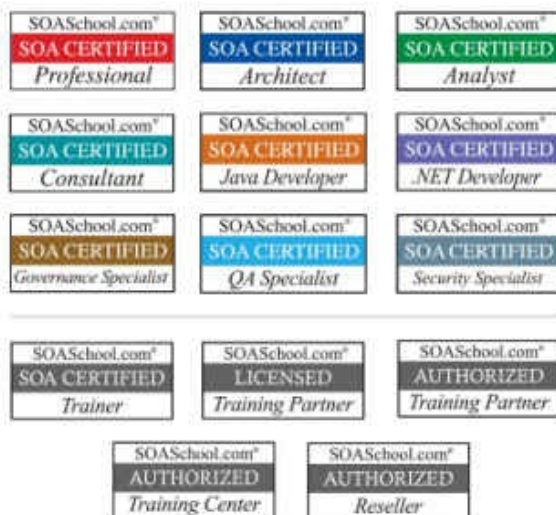 SOASchool.com®
SOA CERTIFIED
Professional
SOASchool.com®
SOA CERTIFIED
Architect
SOASchool.com®
SOA CERTIFIED
Analyst
SOASchool.com®
SOA CERTIFIED
Consultant
SOASchool.com®
SOA CERTIFIED
Java Developer
SOASchool.com®
SOA CERTIFIED
.NET Developer
SOASchool.com®
SOA CERTIFIED
Governance Specialist
SOASchool.com®
SOA CERTIFIED
QA Specialist
SOASchool.com®
SOA CERTIFIED
Security Specialist
SOASchool.com®
SOA CERTIFIED
Trainer
SOASchool.com®
LICENSED
Training Partner
SOASchool.com®
AUTHORIZED
Training Partner
SOASchool.com®
AUTHORIZED
Training Center
SOASchool.com®
AUTHORIZED
Reseller